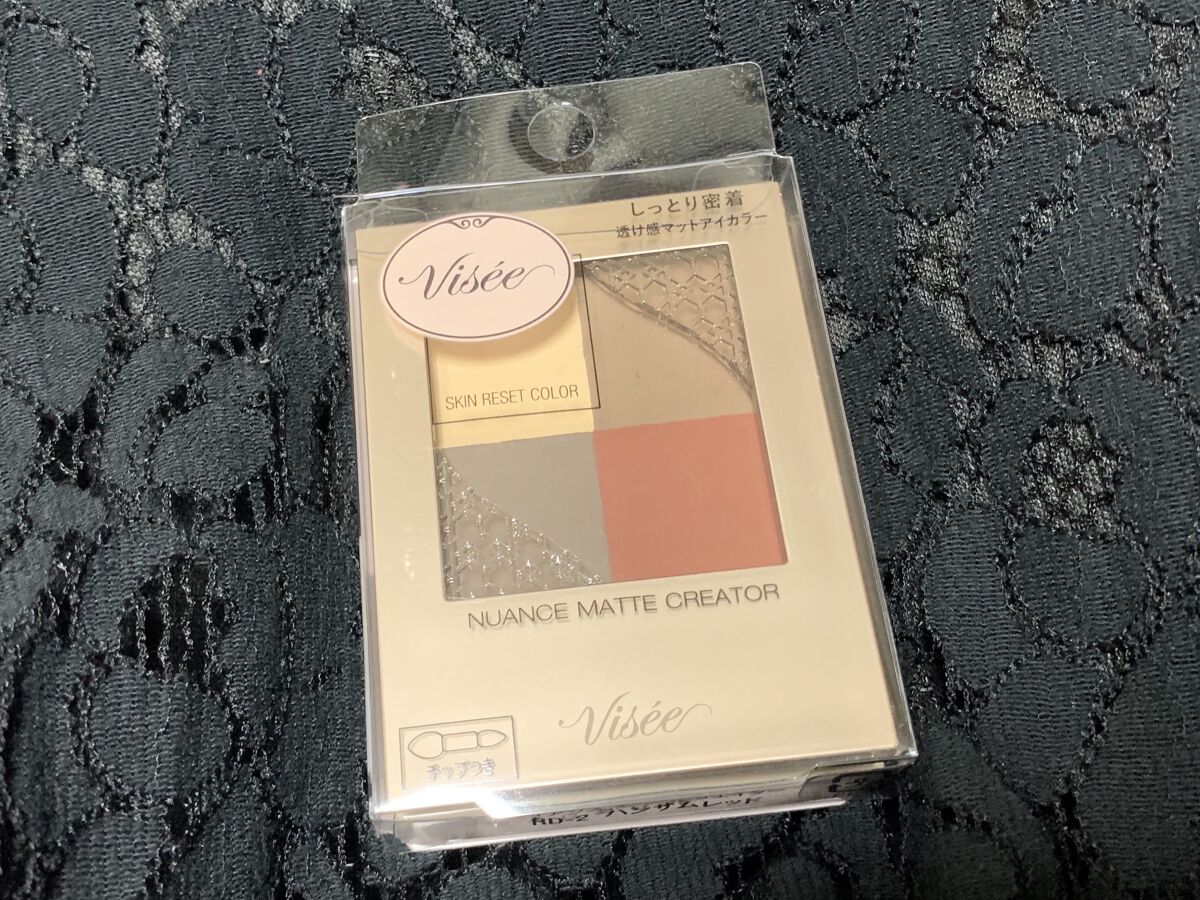 しっとり密着
透け感マットアイカラー
Visée
SKIN RESET COLOR
NUANCE MATTE CREATOR
Visée
チップつき
RD-2 ハンサムレッド